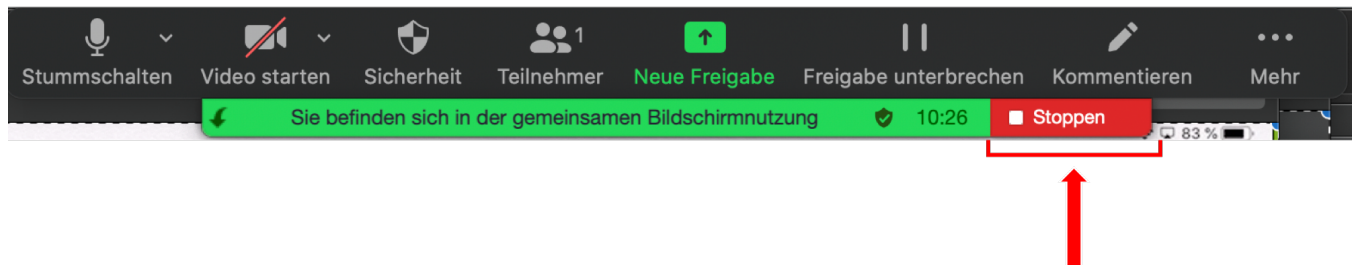 Stummschalten Video starten Sicherheit Teilnehmer 1 Neue Freigabe Freigabe unterbrechen Kommentieren Mehr
Sie befinden sich in der gemeinsamen Bildschirmnutzung 10:26 Stoppen
83 %